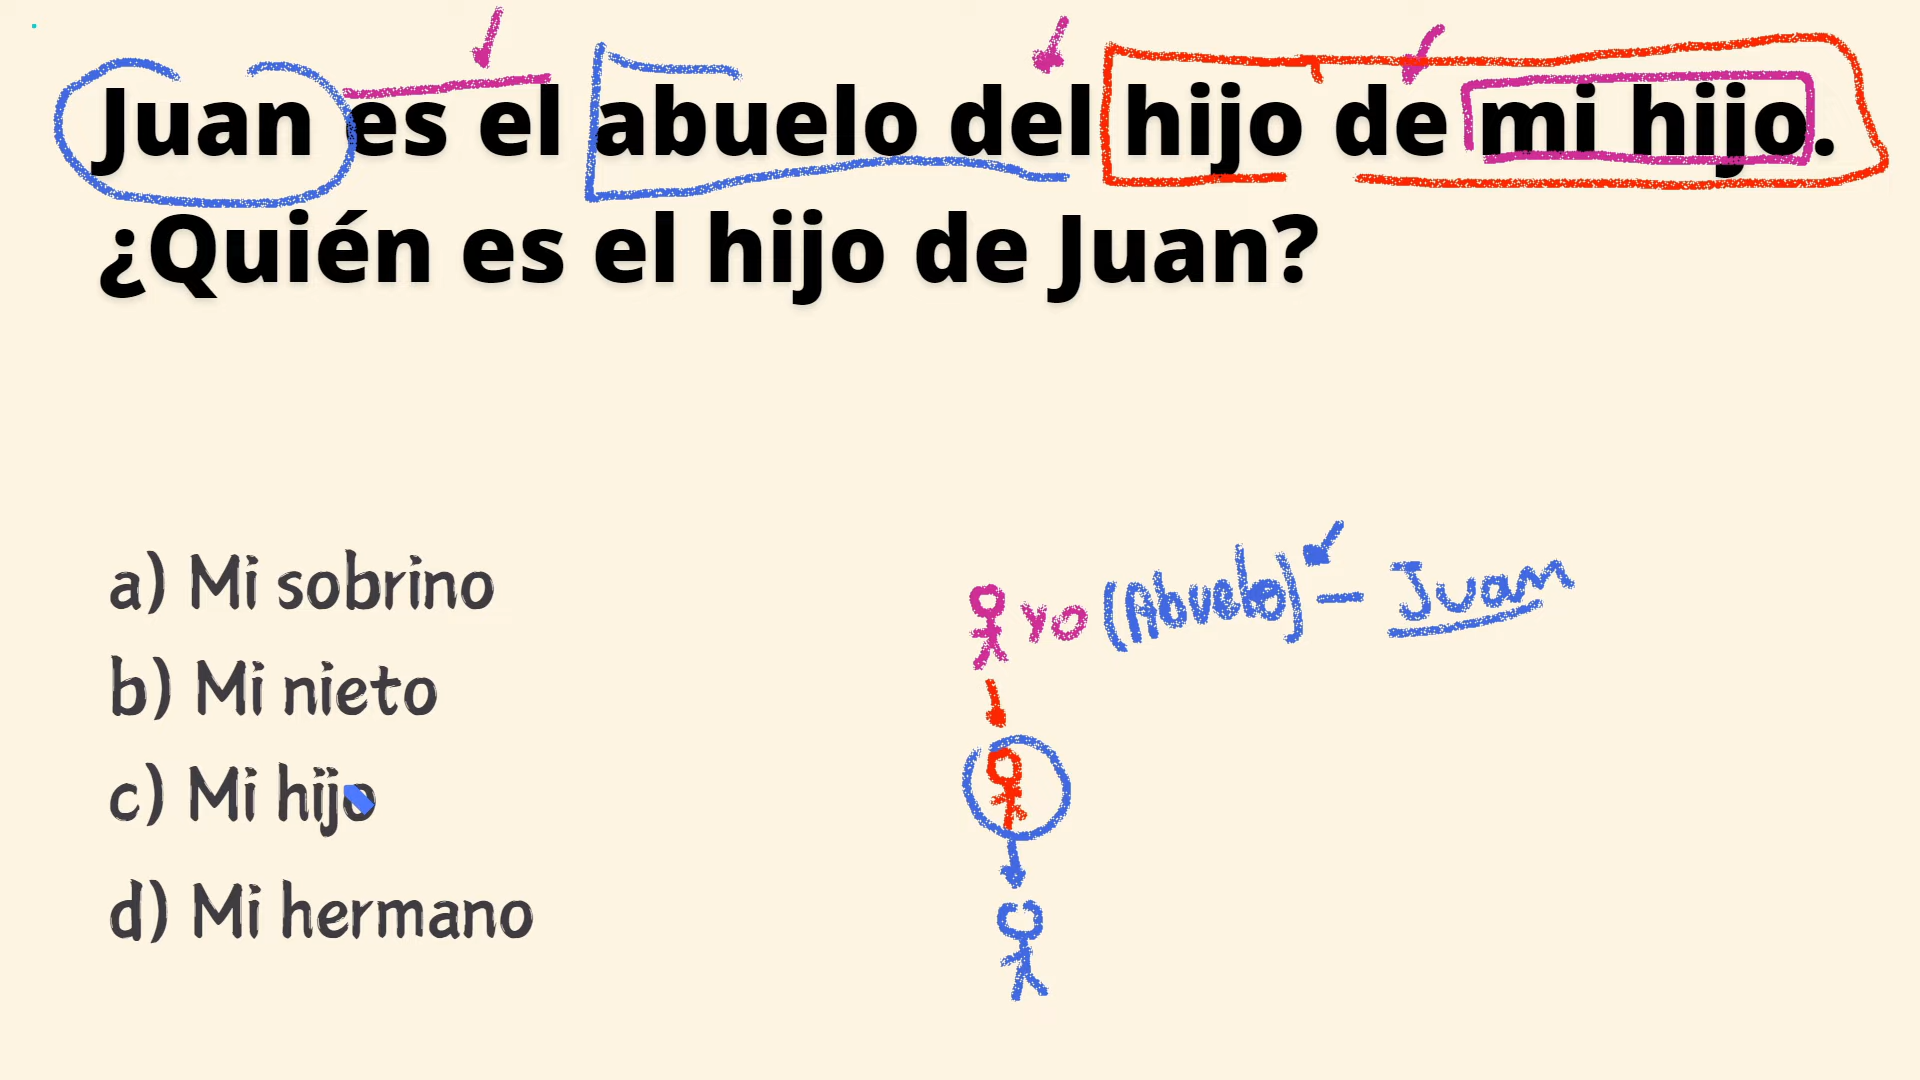 Juan es el abuelo del hijo de mi hijo.
¿Quién es el hijo de Juan?
a) Mi sobrino
b) Mi nieto
c) Mi hijo
d) Mi hermano
yo (Abuelo) - Juan